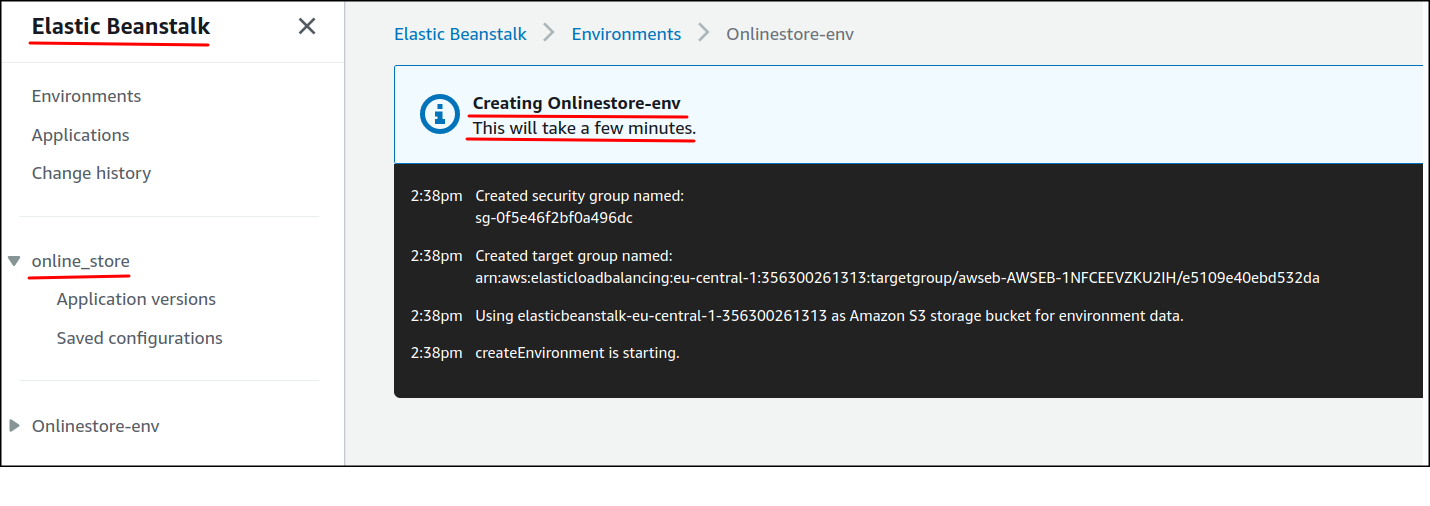 Elastic Beanstalk
Environments
Applications
Change history
online_store
Application versions
Saved configurations
Onlinestore-env
Elastic Beanstalk > Environments > Onlinestore-env
Creating Onlinestore-env
This will take a few minutes.
2:38pm Created security group named:
sg-0f5e46f2bf0a496dc
2:38pm Created target group named:
arn:aws:elasticloadbalancing:eu-central-1:356300261313:targetgroup/awseb-AWSEB-1NFCEEVZKU2IH/e5109e40ebd532da
2:38pm Using elasticbeanstalk-eu-central-1-356300261313 as Amazon S3 storage bucket for environment data.
2:38pm createEnvironment is starting.